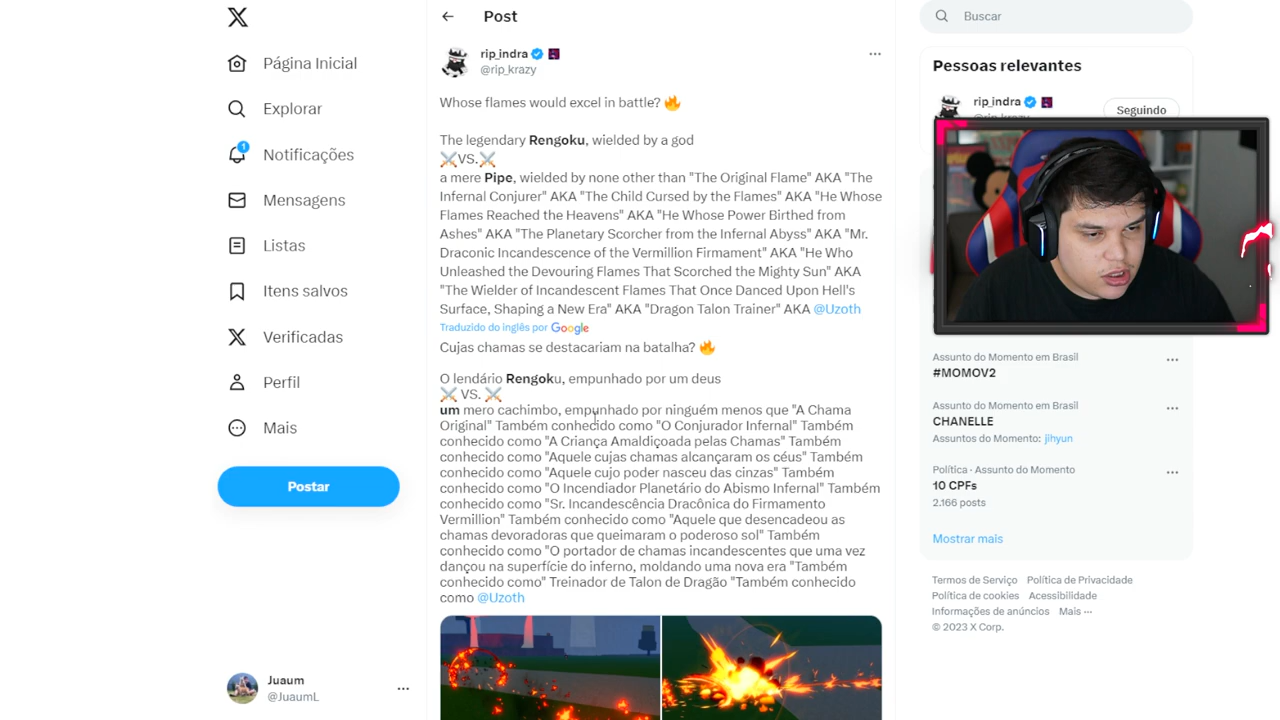 Post
Buscar
Página Inicial
Explorar
1
Notificações
Mensagens
Listas
Itens salvos
Verificadas
Perfil
Mais
Postar
Juaum
@JuaumL
rip_indra
@rip_krazy
Whose flames would excel in battle? 🔥
The legendary Rengoku, wielded by a god
⚔️VS.⚔️
a mere Pipe, wielded by none other than "The Original Flame" AKA "The
Infernal Conjurer" AKA "The Child Cursed by the Flames" AKA "He Whose
Flames Reached the Heavens" AKA "He Whose Power Birthed from
Ashes" AKA "The Planetary Scorcher from the Infernal Abyss" AKA "Mr.
Draconic Incandescence of the Vermillion Firmament" AKA "He Who
Unleashed the Devouring Flames That Scorched the Mighty Sun" AKA
"The Wielder of Incandescent Flames That Once Danced Upon Hell's
Surface, Shaping a New Era" AKA "Dragon Talon Trainer" AKA @Uzoth
Traduzido do inglês por Google
Cujas chamas se destacariam na batalha? 🔥
O lendário Rengoku, empunhado por um deus
⚔️ VS. ⚔️
um mero cachimbo, empunhado por ninguém menos que "A Chama
Original" Também conhecido como "O Conjurador Infernal" Também
conhecido como "A Criança Amaldiçoada pelas Chamas" Também
conhecido como "Aquele cujas chamas alcançaram os céus" Também
conhecido como "Aquele cujo poder nasceu das cinzas" Também
conhecido como "O Incendiador Planetário do Abismo Infernal" Também
conhecido como "Sr. Incandescência Dracônica do Firmamento
Vermillion" Também conhecido como "Aquele que desencadeou as
chamas devoradoras que queimaram o poderoso sol" Também
conhecido como "O portador de chamas incandescentes que uma vez
dançou na superfície do inferno, moldando uma nova era "Também
conhecido como" Treinador de Talon de Dragão "Também conhecido
como @Uzoth
Pessoas relevantes
rip_indra
Seguindo
Assunto do Momento em Brasil
#MOMOV2
Assunto do Momento em Brasil
CHANELLE
Assuntos do Momento: jihyun
Política - Assunto do Momento
10 CPFs
2.166 posts
Mostrar mais
Termos de Serviço Política de Privacidade
Política de cookies Acessibilidade
Informações de anúncios Mais ···
© 2023 X Corp.